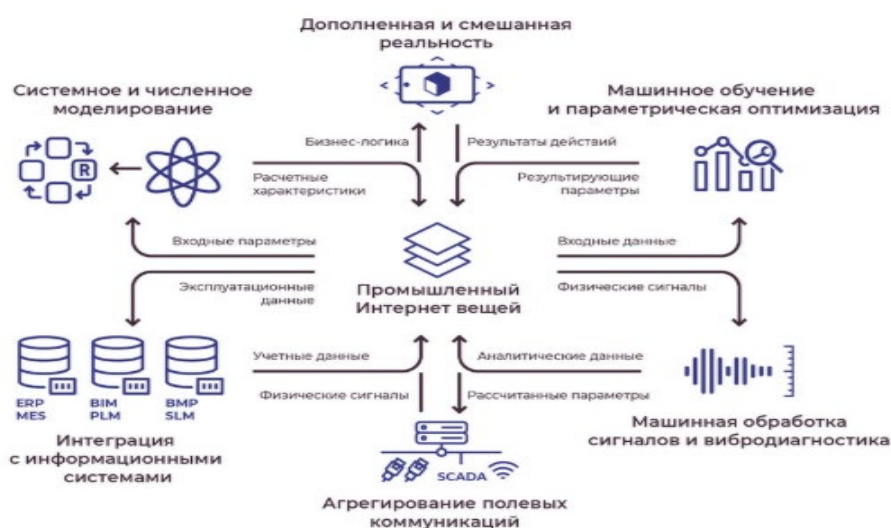 Дополненная и смешанная
реальность
Системное и численное
моделирование
Машинное обучение
и параметрическая оптимизация
R
Бизнес-логика
Результаты действий
Расчетные
характеристики
Результирующие
параметры
Входные параметры
Входные данные
Эксплуатационные
данные
Физические сигналы
Промышленный
Интернет вещей
Учетные данные
Аналитические данные
Физические сигналы
Рассчитанные параметры
ERP
MES
BIM
PLM
BMP
SLM
Интеграция
с информационными
системами
SCADA
Машинная обработка
сигналов и вибродиагностика
Агрегирование полевых
коммуникаций